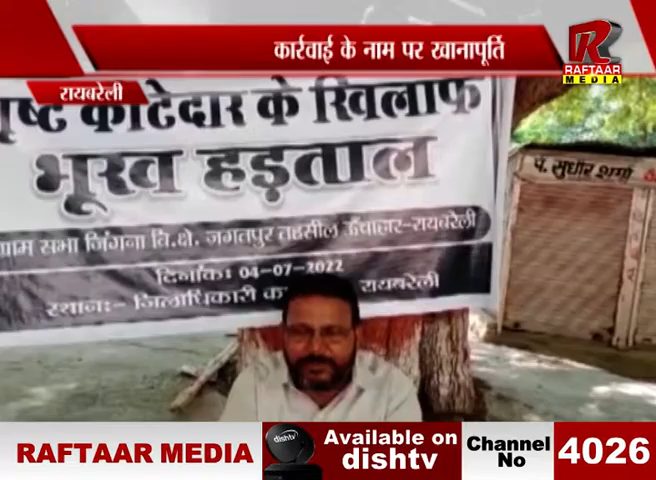 कार्रवाई के नाम पर खानापूर्ति
RAFTAAR
MEDIA
रायबरेली
कोटेदार के खिलाफ
भूख हड़ताल
ग्राम सभा जिंगना वि.क्षे. जगतपुर तहसील ऊँचाहार-रायबरेली
दिनांकः 04-07-2022
स्थानः- जिलाधिकारी रायबरेली
पं. सुधीर शर्मा
RAFTAAR MEDIA
dishtv
Available on
dishtv
Channel
No
4026